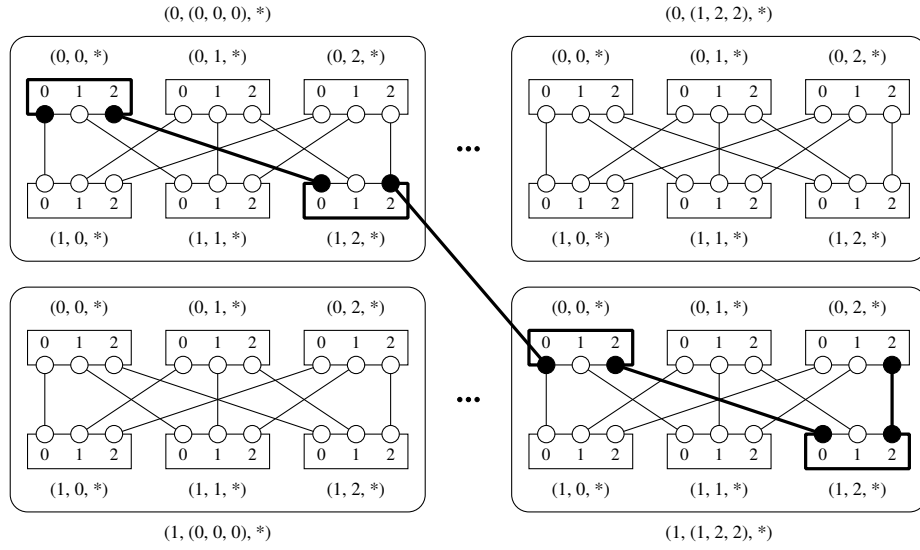 (0, (0, 0, 0), *) (0, (1, 2, 2), *)
(0, 0, *) (0, 1, *) (0, 2, *) (0, 0, *) (0, 1, *) (0, 2, *)
0 1 2 0 1 2 0 1 2 0 1 2 0 1 2 0 1 2
...
0 1 2 0 1 2 0 1 2 0 1 2 0 1 2 0 1 2
(1, 0, *) (1, 1, *) (1, 2, *) (1, 0, *) (1, 1, *) (1, 2, *)
(0, 0, *) (0, 1, *) (0, 2, *) (0, 0, *) (0, 1, *) (0, 2, *)
0 1 2 0 1 2 0 1 2 0 1 2 0 1 2 0 1 2
...
0 1 2 0 1 2 0 1 2 0 1 2 0 1 2 0 1 2
(1, 0, *) (1, 1, *) (1, 2, *) (1, 0, *) (1, 1, *) (1, 2, *)
(1, (0, 0, 0), *) (1, (1, 2, 2), *)